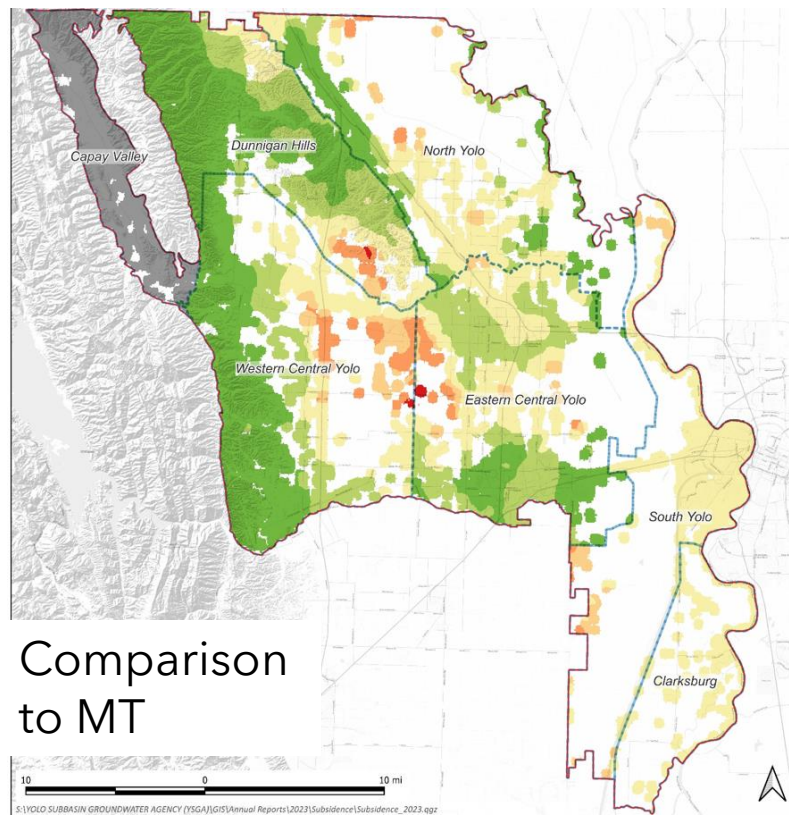 Capay Valley
Dunnigan Hills
North Yolo
Western Central Yolo
Eastern Central Yolo
South Yolo
Clarksburg
Comparison
to MT
10 0 10 mi
S:\YOLO SUBBASIN GROUNDWATER AGENCY (YSGA)\GIS\Annual Reports\2023\Subsidence\Subsidence_2023.qgz